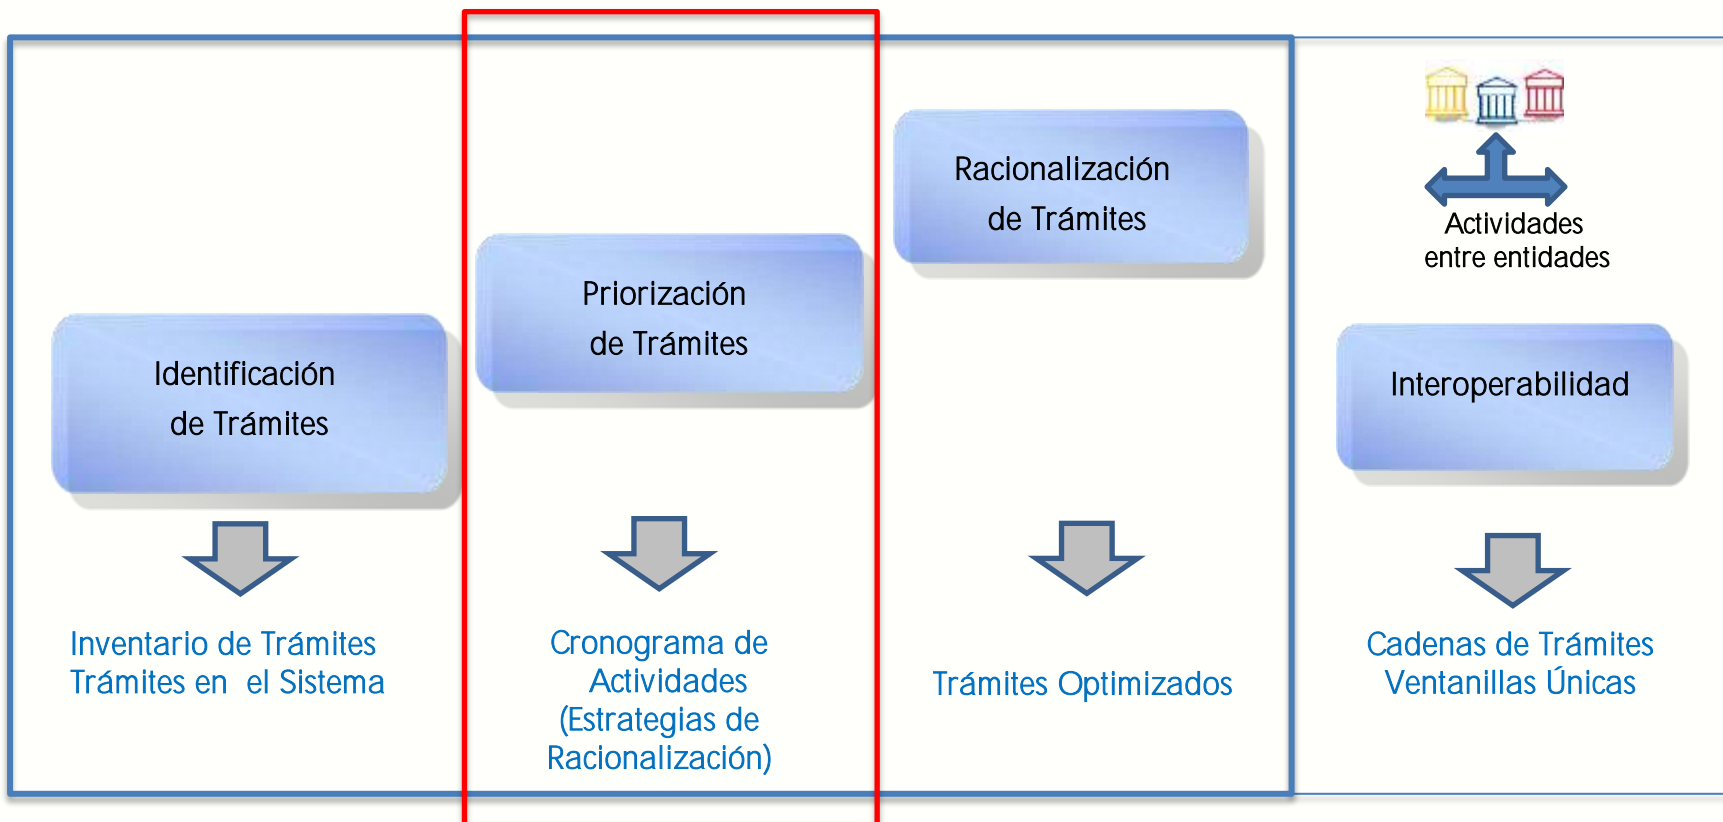 Identificación
de Trámites
Inventario de Trámites
Trámites en el Sistema
Priorización
de Trámites
Cronograma de
Actividades
(Estrategias de
Racionalización)
Racionalización
de Trámites
Trámites Optimizados
Actividades
entre entidades
Interoperabilidad
Cadenas de Trámites
Ventanillas Únicas